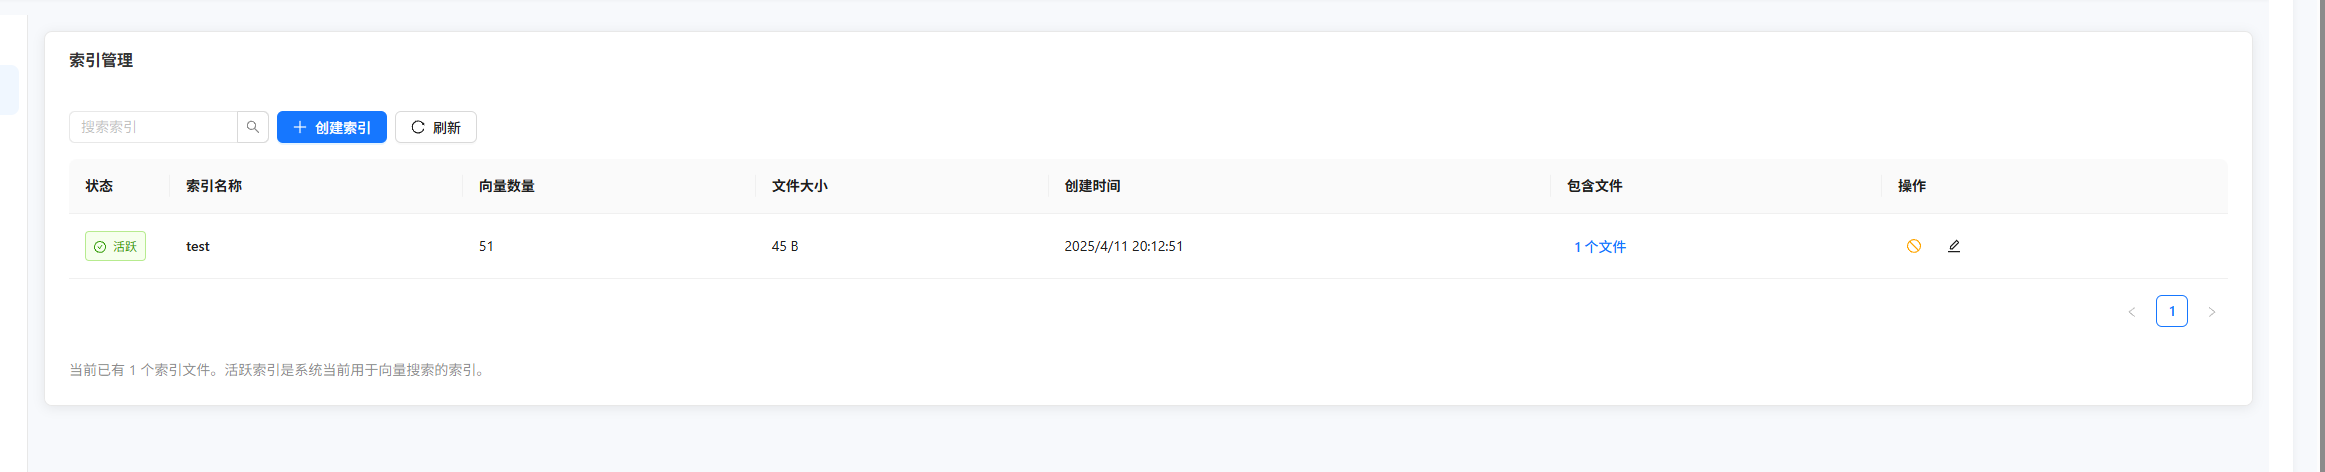 索引管理
搜索索引 创建索引 刷新
状态 索引名称 向量数量 文件大小 创建时间 包含文件 操作
活跃 test 51 45 B 2025/4/11 20:12:51 1 个文件
1
当前已有 1 个索引文件。活跃索引是系统当前用于向量搜索的索引。